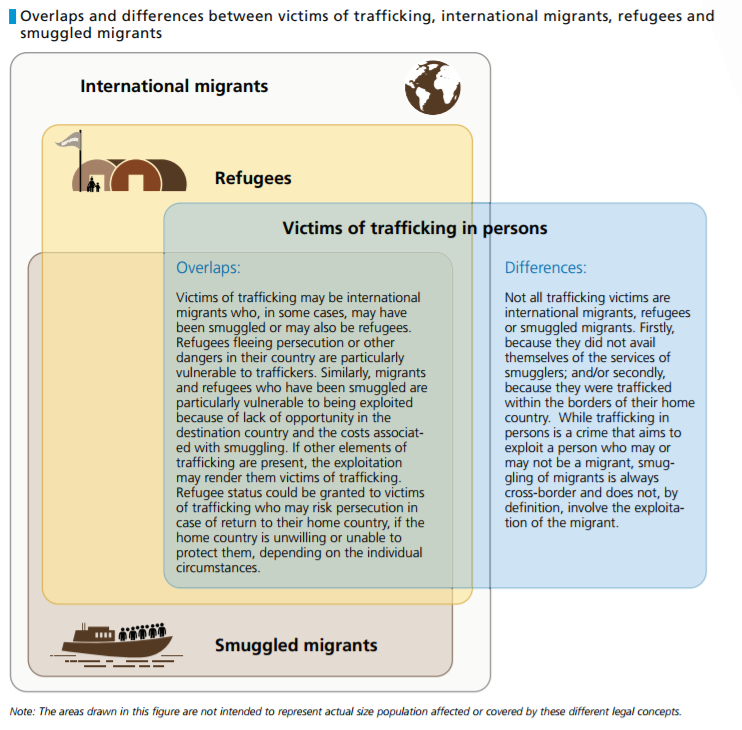 Overlaps and differences between victims of trafficking, international migrants, refugees and
smuggled migrants
International migrants
Refugees
Victims of trafficking in persons
Overlaps:
Victims of trafficking may be international
migrants who, in some cases, may have
been smuggled or may also be refugees.
Refugees fleeing persecution or other
dangers in their country are particularly
vulnerable to traffickers. Similarly, migrants
and refugees who have been smuggled are
particularly vulnerable to being exploited
because of lack of opportunity in the
destination country and the costs associat-
ed with smuggling. If other elements of
trafficking are present, the exploitation
may render them victims of trafficking.
Refugee status could be granted to victims
of trafficking who may risk persecution in
case of return to their home country, if the
home country is unwilling or unable to
protect them, depending on the individual
circumstances.
Differences:
Not all trafficking victims are
international migrants, refugees
or smuggled migrants. Firstly,
because they did not avail
themselves of the services of
smugglers; and/or secondly,
because they were trafficked
within the borders of their home
country. While trafficking in
persons is a crime that aims to
exploit a person who may or
may not be a migrant, smug-
gling of migrants is always
cross-border and does not, by
definition, involve the exploita-
tion of the migrant.
Smuggled migrants
Note: The areas drawn in this figure are not intended to represent actual size population affected or covered by these different legal concepts.